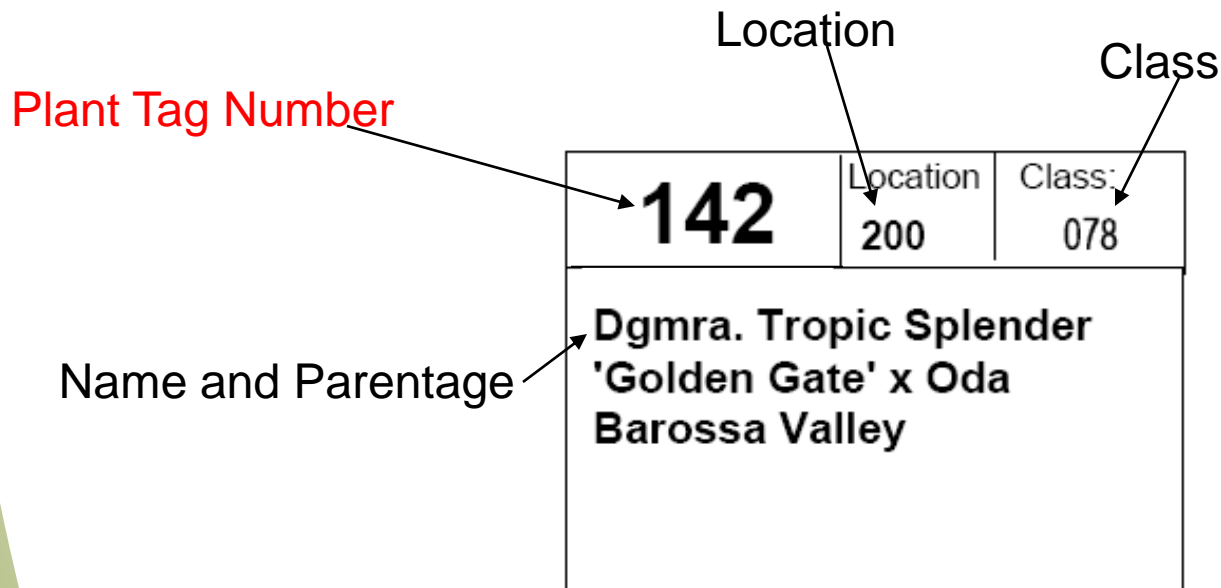 Location
Class
Plant Tag Number
142
Location
Class:
200
078
Name and Parentage
Dgmra. Tropic Splender
'Golden Gate' x Oda
Barossa Valley